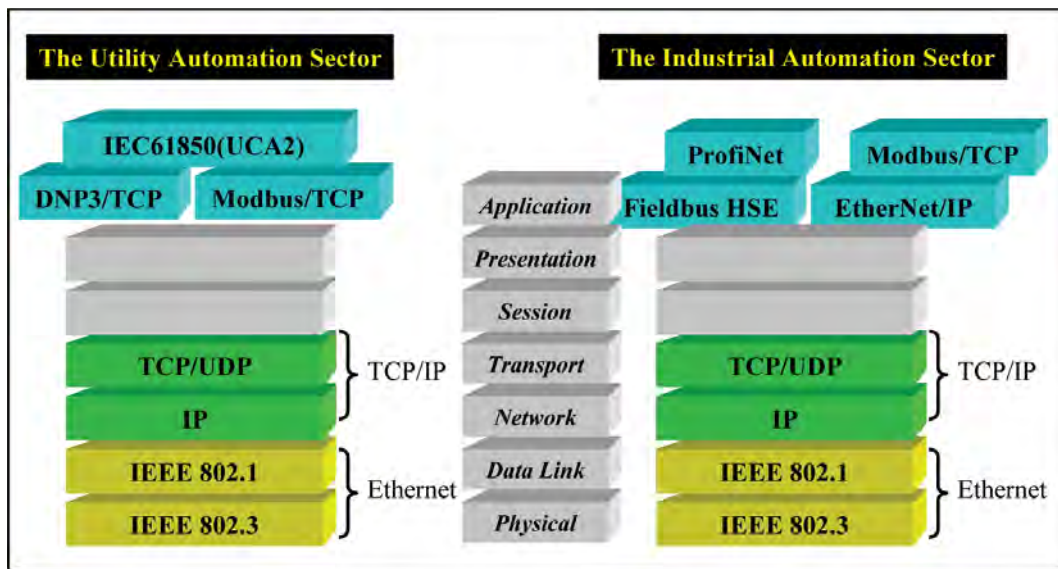 The Utility Automation Sector
IEC61850(UCA2)
DNP3/TCP
Modbus/TCP
TCP/UDP
IP
IEEE 802.1
IEEE 802.3
TCP/IP
Ethernet
Application
Presentation
Session
Transport
Network
Data Link
Physical
The Industrial Automation Sector
ProfiNet
Modbus/TCP
Fieldbus HSE
EtherNet/IP
TCP/UDP
IP
IEEE 802.1
IEEE 802.3
TCP/IP
Ethernet